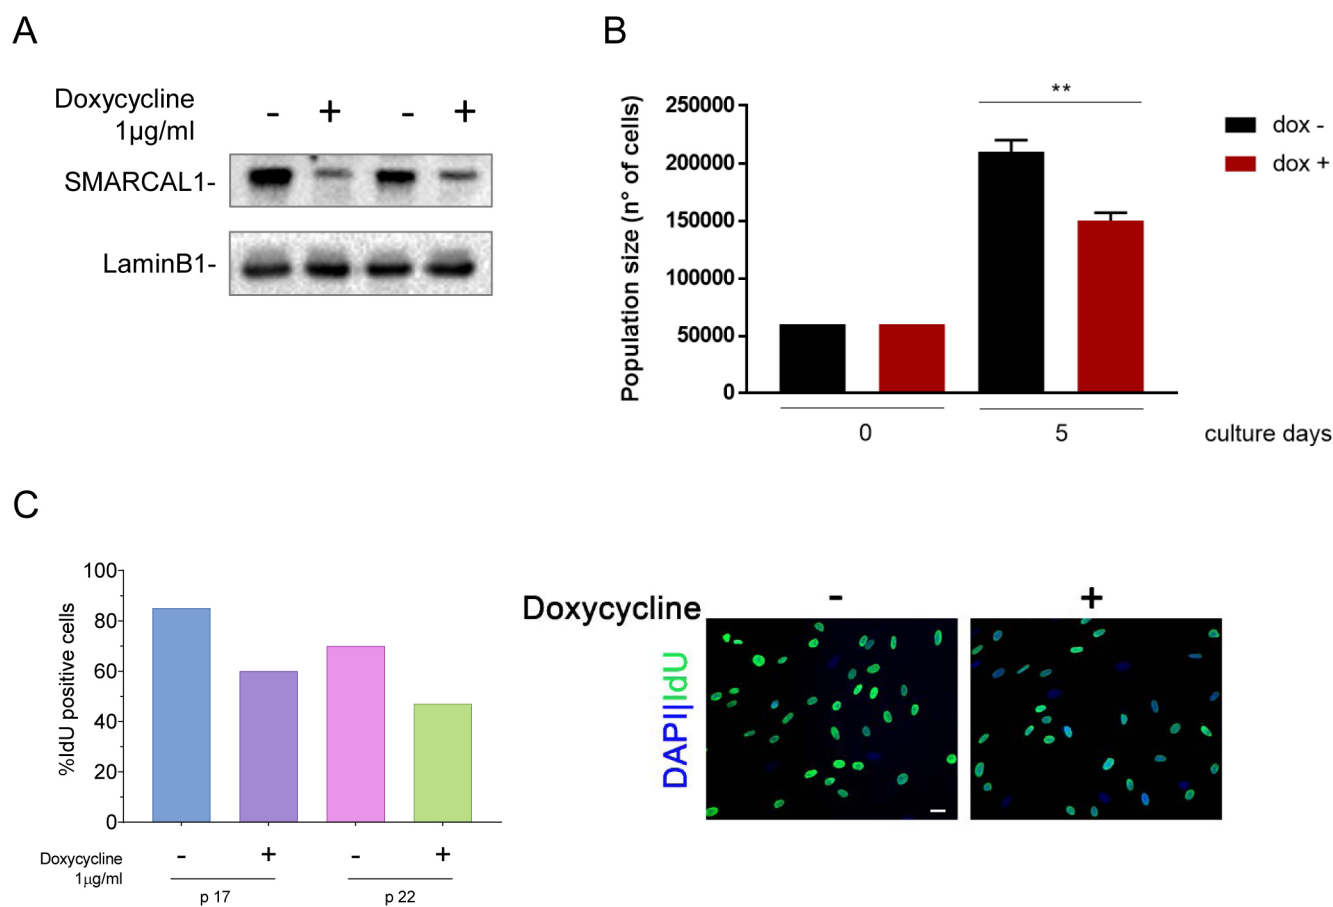 A
Doxycycline
1µg/ml
- + - +
SMARCAL1-
LaminB1-
B
Population size (n° of cells)
250000
200000
150000
100000
50000
0
**
dox -
dox +
0 5 culture days
C
%IdU positive cells
100
80
60
40
20
0
Doxycycline
1µg/ml
- + - +
p 17 p 22
Doxycycline - +
DAPI|IdU